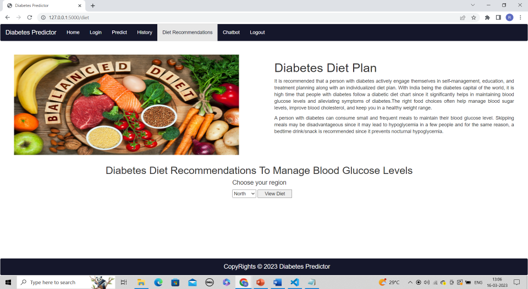 Diabetes Predictor
127.0.0.1:5000/diet
Diabetes Predictor Home Login Predict History Diet Recommendations Chatbot Logout
BALANCED DIET
Diabetes Diet Plan
It is recommended that a person with diabetes actively engage themselves in self-management, education, and
treatment planning along with an individualized diet plan. With India being the diabetes capital of the world, it is
high time that people with diabetes follow a diabetic diet chart since it significantly helps in maintaining blood
glucose levels and alleviating symptoms of diabetes.The right food choices often help manage blood sugar
levels, improve blood cholesterol, and keep you in a healthy weight range.
A person with diabetes can consume small and frequent meals to maintain their blood glucose level. Skipping
meals may be disadvantageous since it may lead to hypoglycemia in a few people and for the same reason, a
bedtime drink/snack is recommended since it prevents nocturnal hypoglycemia.
Diabetes Diet Recommendations To Manage Blood Glucose Levels
Choose your region
North View Diet
CopyRights © 2023 Diabetes Predictor
Type here to search
29°C
ENG
13:06
16-03-2023